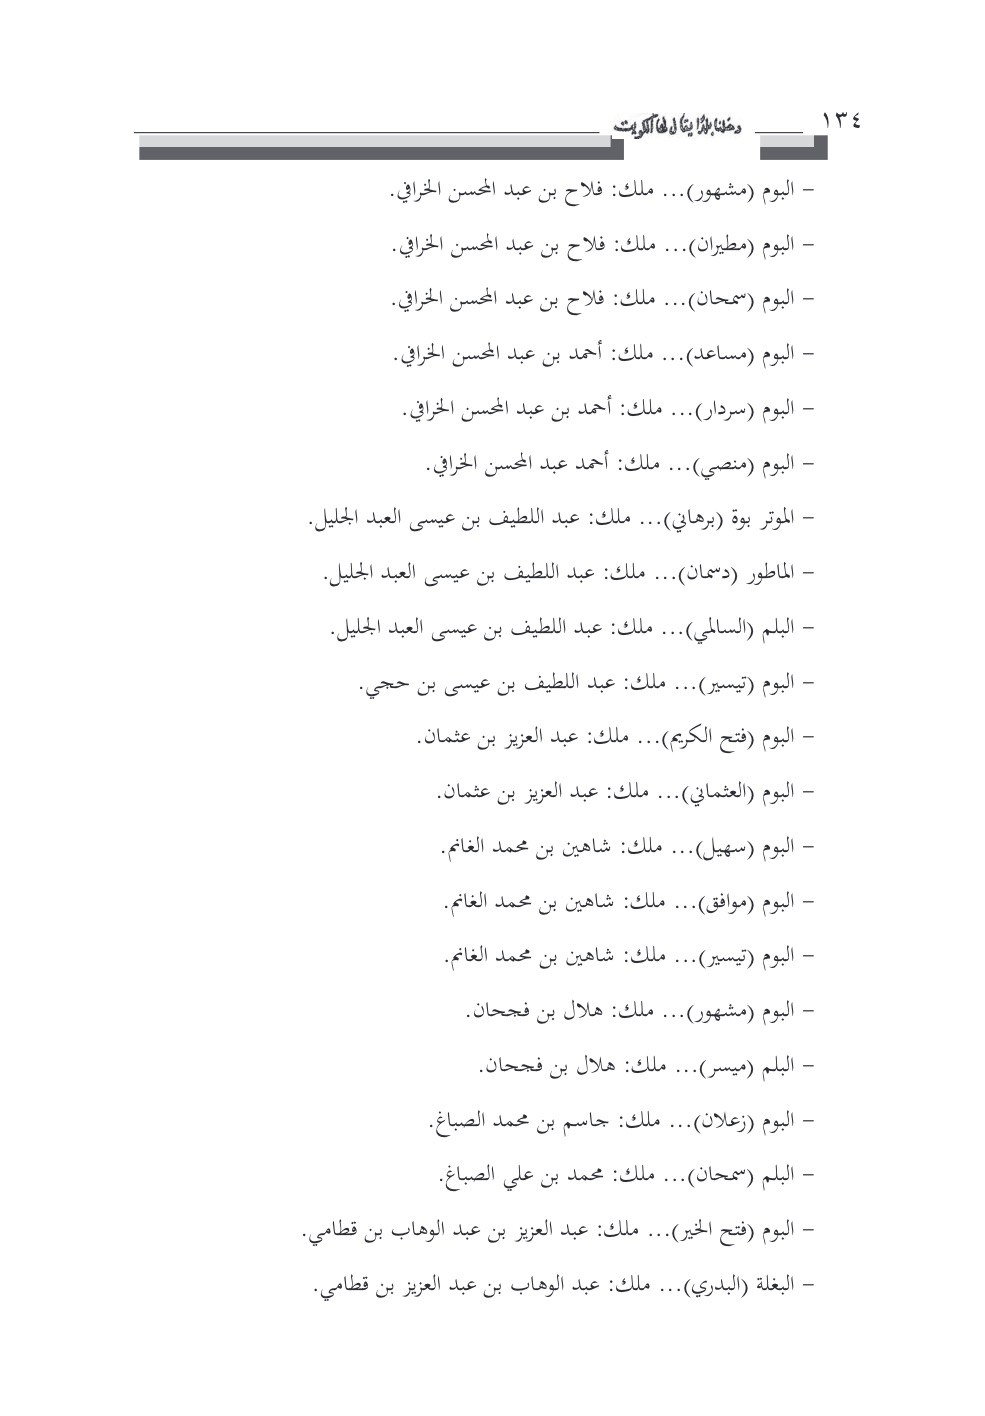 ١٣٤
وصلنا بلدًا يقال لها الكويت
– البوم (مشهور)... ملك: فلاح بن عبد المحسن الخرافي.
– البوم (مطيران)... ملك: فلاح بن عبد المحسن الخرافي.
– البوم (سمحان)... ملك: فلاح بن عبد المحسن الخرافي.
– البوم (مساعد)... ملك: أحمد بن عبد المحسن الخرافي.
– البوم (سردار)... ملك: أحمد بن عبد المحسن الخرافي.
– البوم (منصي)... ملك: أحمد عبد المحسن الخرافي.
– الموتر بوة (برهاني)... ملك: عبد اللطيف بن عيسى العبد الجليل.
– الماطور (دسمان)... ملك: عبد اللطيف بن عيسى العبد الجليل.
– البلم (السالمي)... ملك: عبد اللطيف بن عيسى العبد الجليل.
– البوم (تيسير)... ملك: عبد اللطيف بن عيسى بن حجي.
– البوم (فتح الكريم)... ملك: عبد العزيز بن عثمان.
– البوم (العثماني)... ملك: عبد العزيز بن عثمان.
– البوم (سهيل)... ملك: شاهين بن محمد الغانم.
– البوم (موافق)... ملك: شاهين بن محمد الغانم.
– البوم (تيسير)... ملك: شاهين بن محمد الغانم.
– البوم (مشهور)... ملك: هلال بن فجحان.
– البلم (ميسر)... ملك: هلال بن فجحان.
– البوم (زعلان)... ملك: جاسم بن محمد الصباغ.
– البلم (سمحان)... ملك: محمد بن علي الصباغ.
– البوم (فتح الخير)... ملك: عبد العزيز بن عبد الوهاب بن قطامي.
– البغلة (البدري)... ملك: عبد الوهاب بن عبد العزيز بن قطامي.